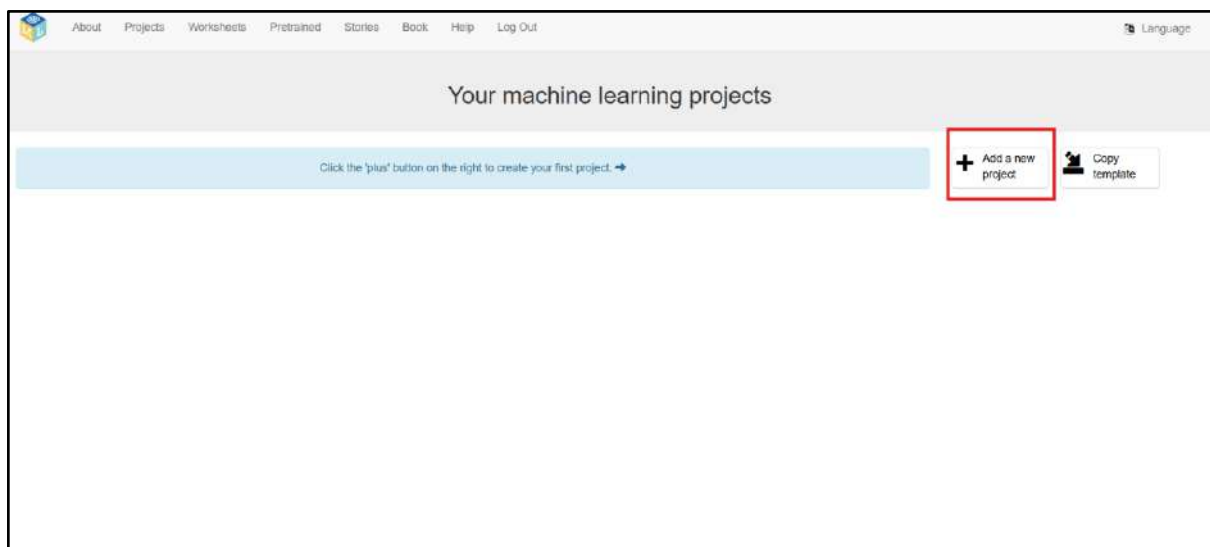 About Projects Worksheets Pretrained Stories Book Help Log Out Language
Your machine learning projects
Click the 'plus' button on the right to create your first project.
Add a new
project
Copy
template